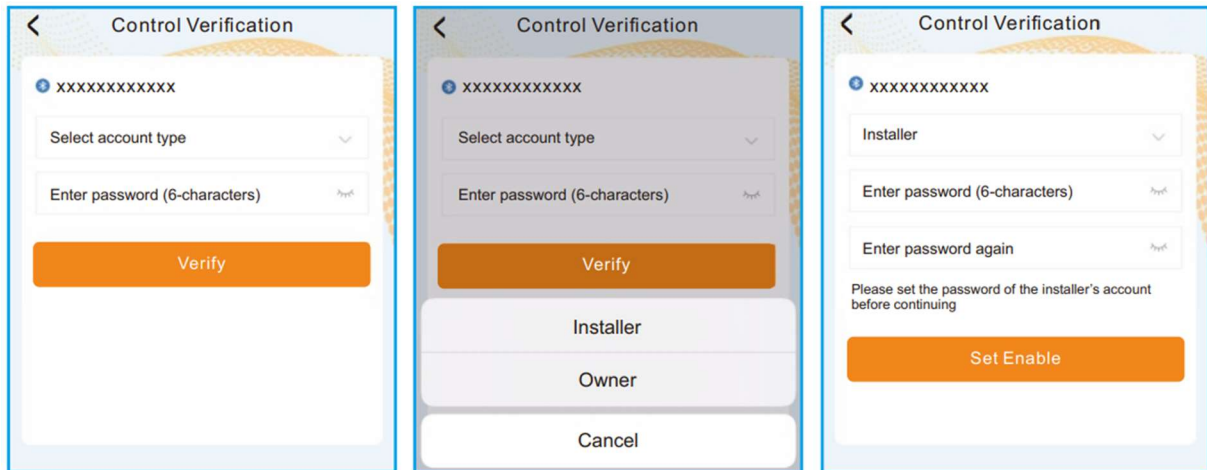 Control Verification
xxxxxxxxxxxx
Select account type
Enter password (6-characters)
Verify
Control Verification
xxxxxxxxxxxx
Select account type
Enter password (6-characters)
Verify
Installer
Owner
Cancel
Control Verification
xxxxxxxxxxxx
Installer
Enter password (6-characters)
Enter password again
Please set the password of the installer's account
before continuing
Set Enable